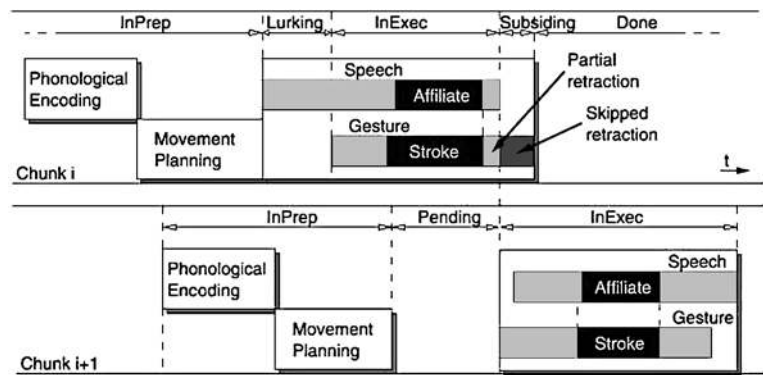 InPrep Lurking InExec Subsiding Done
Speech
Partial
retraction
Phonological
Encoding
Affiliate
Skipped
retraction
Gesture
Movement
Planning
Stroke
t
Chunk i
InPrep Pending InExec
Phonological
Encoding
Speech
Affiliate
Gesture
Movement
Planning
Stroke
Chunk i+1